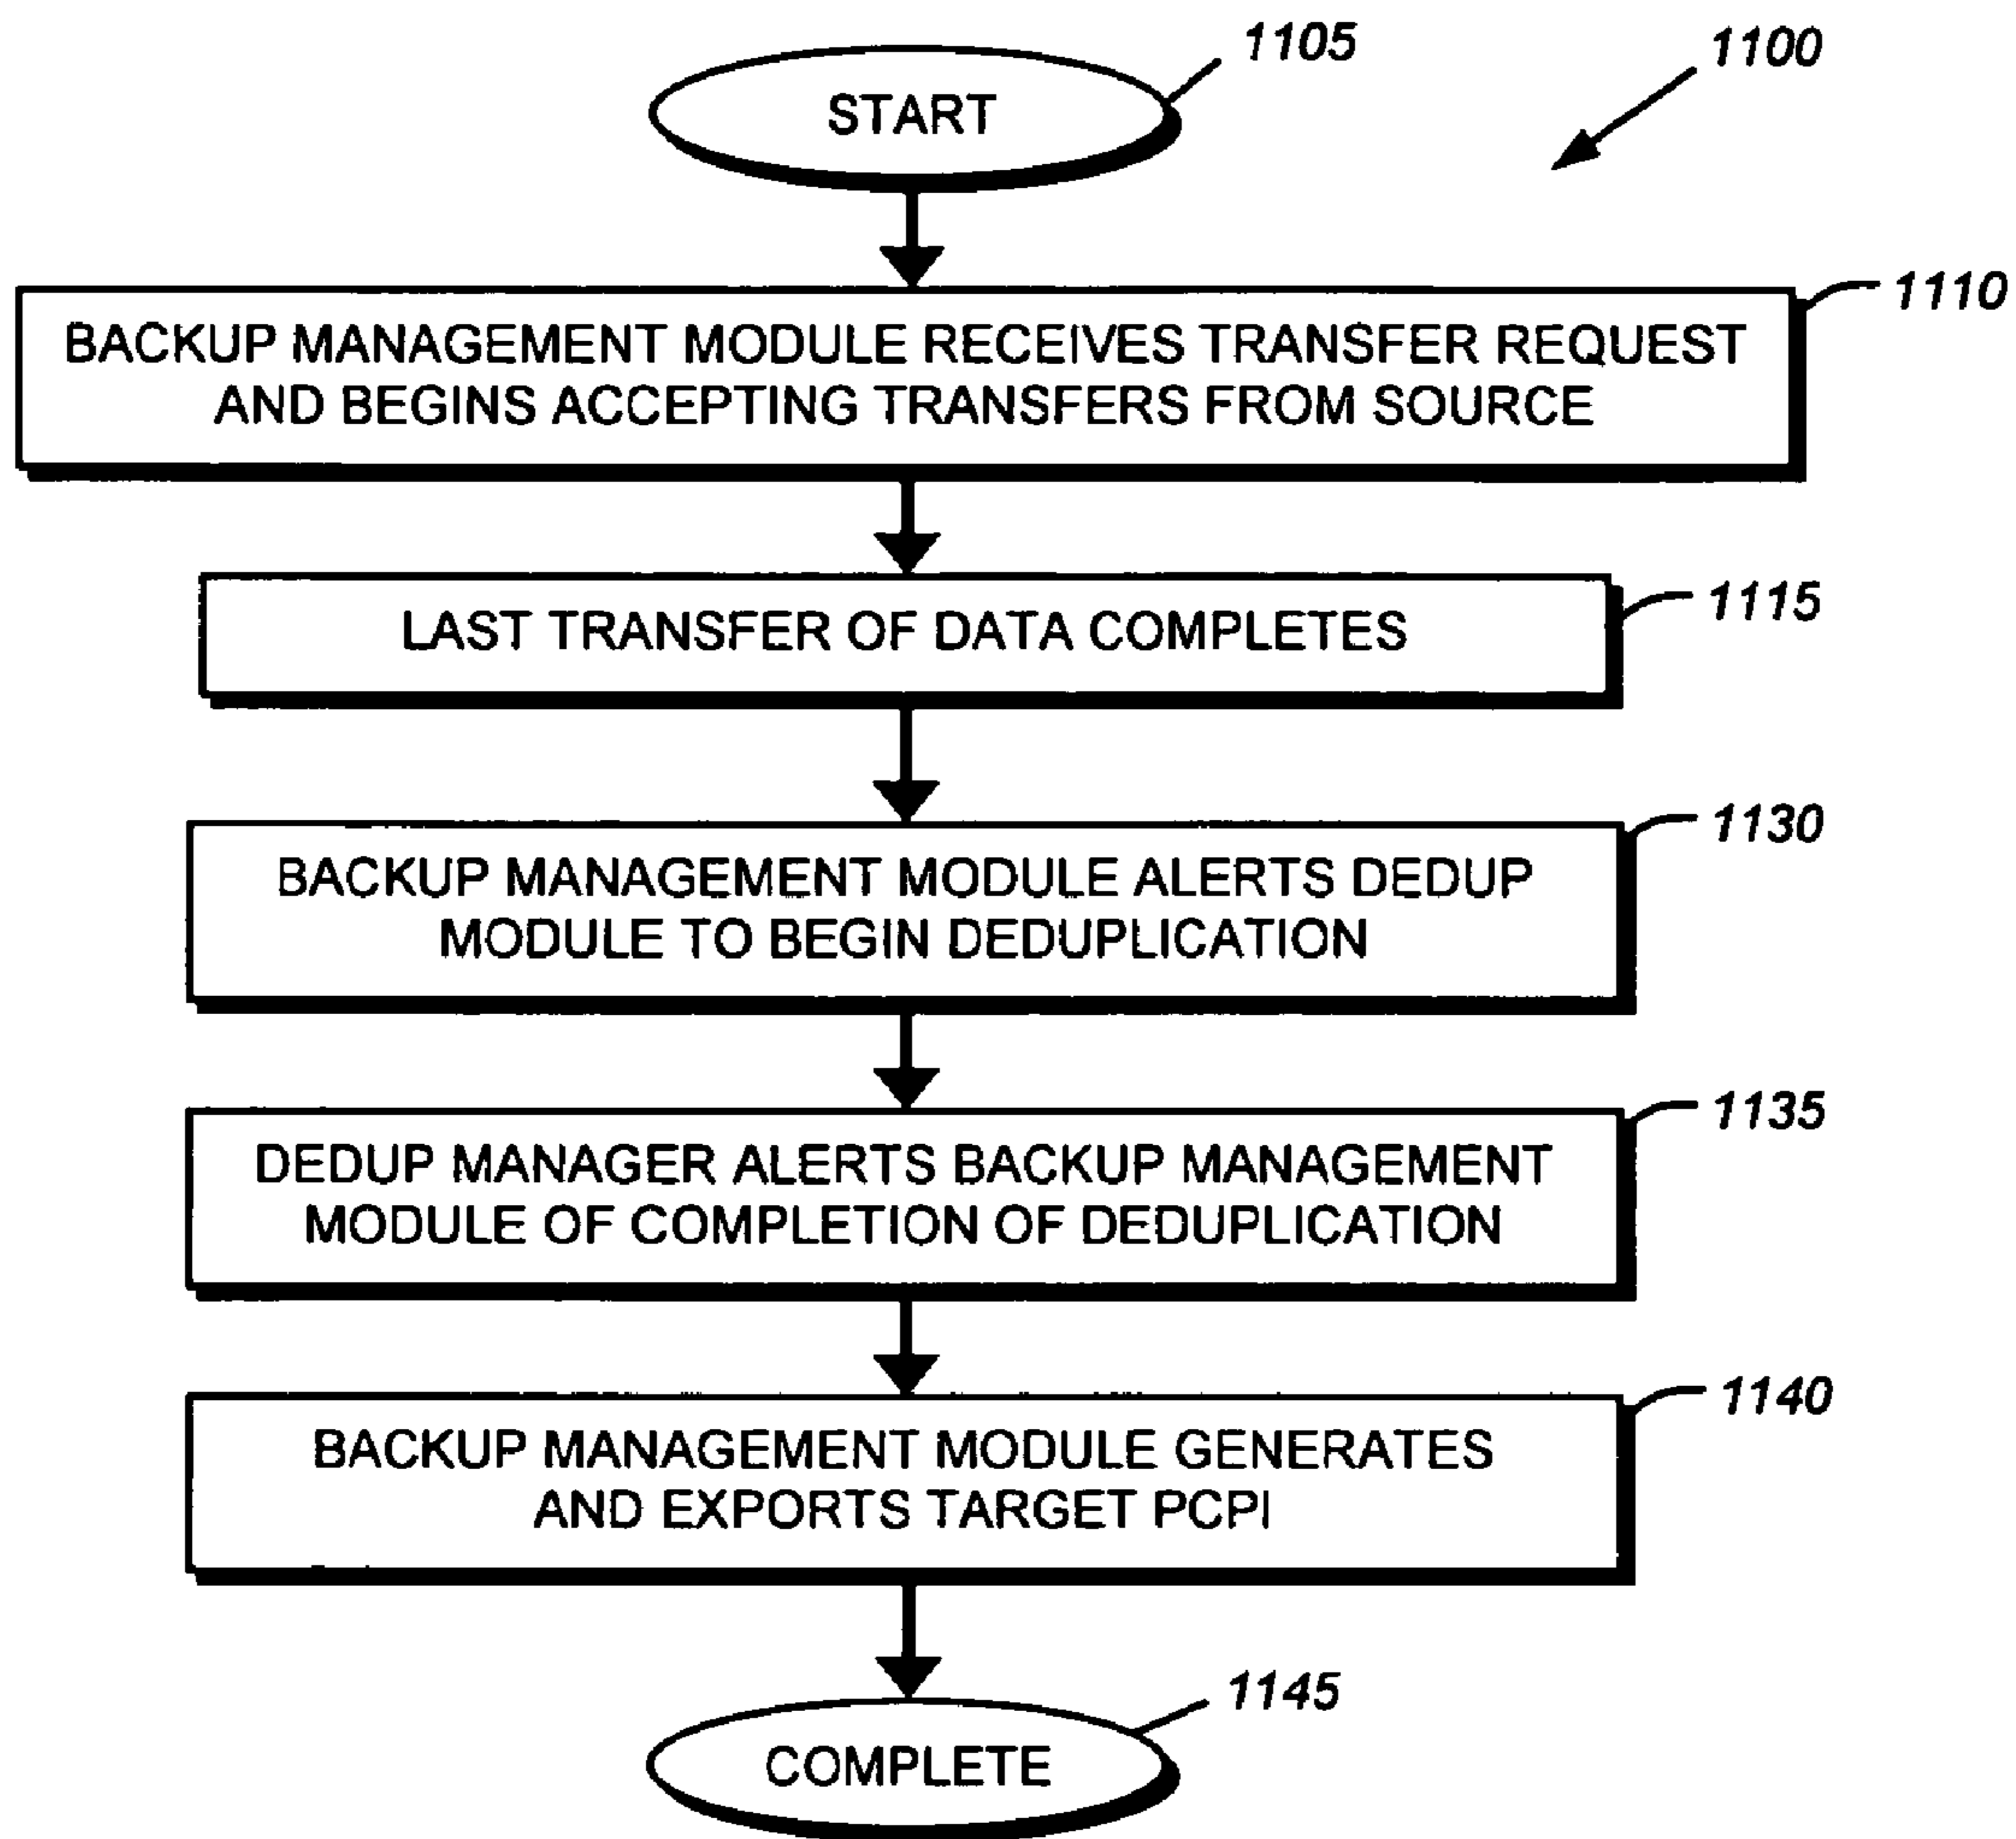 1105
1100
START
1110
BACKUP MANAGEMENT MODULE RECEIVES TRANSFER REQUEST
AND BEGINS ACCEPTING TRANSFERS FROM SOURCE
1115
LAST TRANSFER OF DATA COMPLETES
1130
BACKUP MANAGEMENT MODULE ALERTS DEDUP
MODULE TO BEGIN DEDUPLICATION
1135
DEDUP MANAGER ALERTS BACKUP MANAGEMENT
MODULE OF COMPLETION OF DEDUPLICATION
1140
BACKUP MANAGEMENT MODULE GENERATES
AND EXPORTS TARGET PCPI
1145
COMPLETE